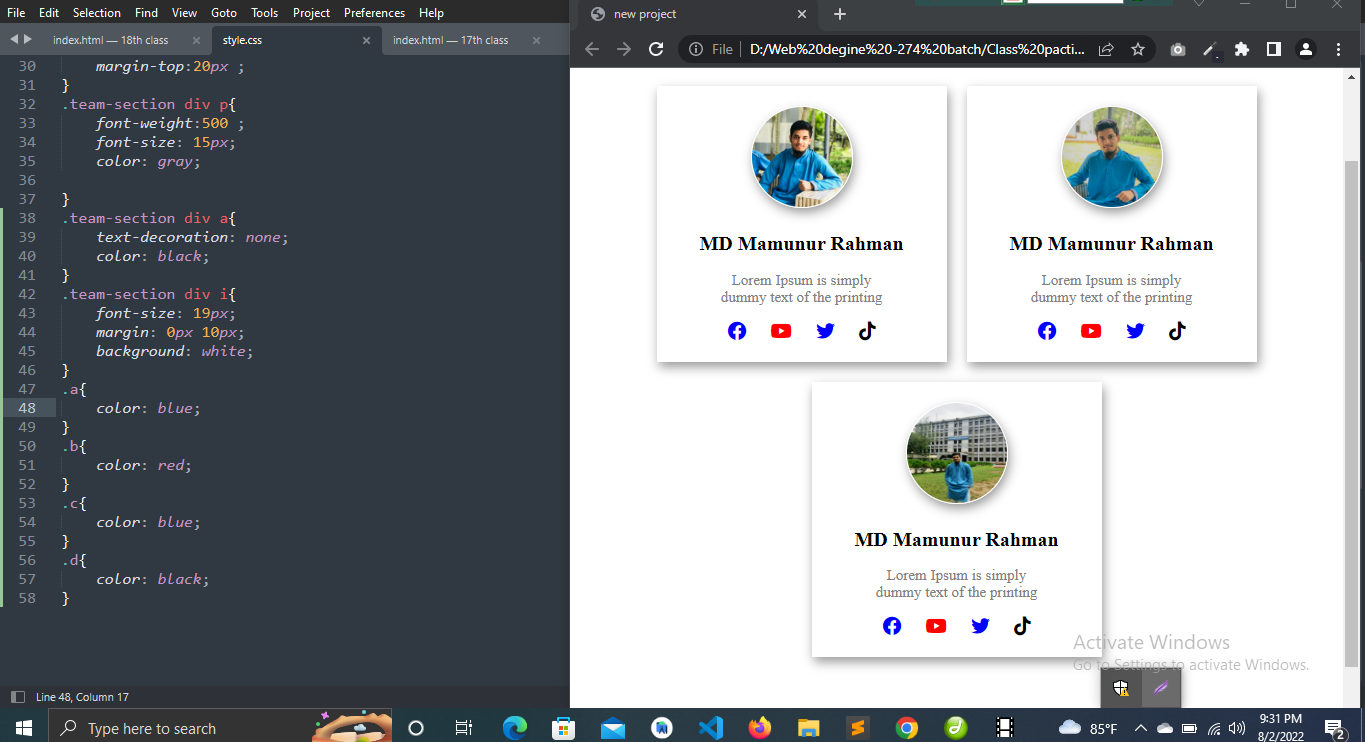 File Edit Selection Find View Goto Tools Project Preferences Help
index.html — 18th class
style.css
index.html — 17th class
30 margin-top:20px ;
31 }
32 .team-section div p{
33 font-weight:500 ;
34 font-size: 15px;
35 color: gray;
36
37 }
38 .team-section div a{
39 text-decoration: none;
40 color: black;
41 }
42 .team-section div i{
43 font-size: 19px;
44 margin: 0px 10px;
45 background: white;
46 }
47 .a{
48 color: blue;
49 }
50 .b{
51 color: red;
52 }
53 .c{
54 color: blue;
55 }
56 .d{
57 color: black;
58 }
Line 48, Column 17
new project
File | D:/Web%20degine%20-274%20batch/Class%20pacti...
MD Mamunur Rahman
Lorem Ipsum is simply
dummy text of the printing
MD Mamunur Rahman
Lorem Ipsum is simply
dummy text of the printing
MD Mamunur Rahman
Lorem Ipsum is simply
dummy text of the printing
Activate Windows
Go to Settings to activate Windows.
Type here to search
85°F
9:31 PM
8/2/2022
2